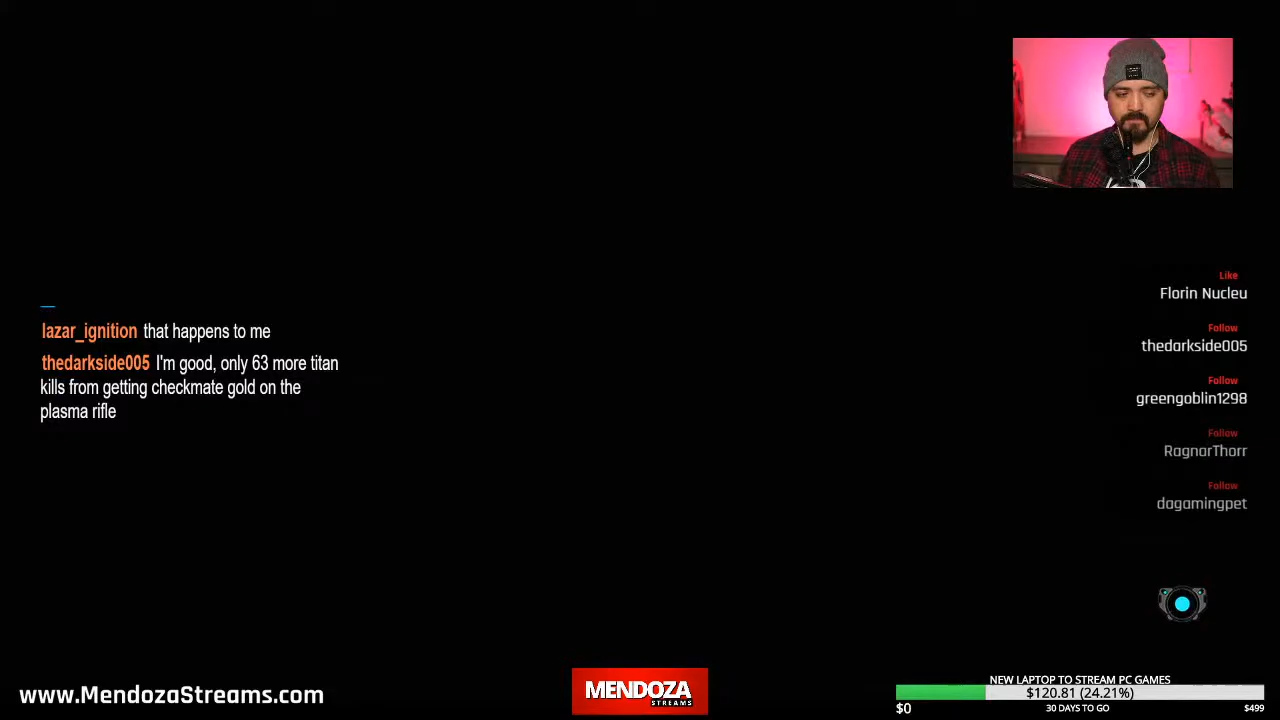 lazar_ignition that happens to me
thedarkside005 I'm good, only 63 more titan
kills from getting checkmate gold on the
plasma rifle
Like
Florin Nucleu
Follow
thedarkside005
Follow
greengoblin1298
Follow
RagnarThorr
Follow
dagamingpet
www.MendozaStreams.com
MENDOZA
STREAMS
NEW LAPTOP TO STREAM PC GAMES
$120.81 (24.21%)
$0 30 DAYS TO GO $499